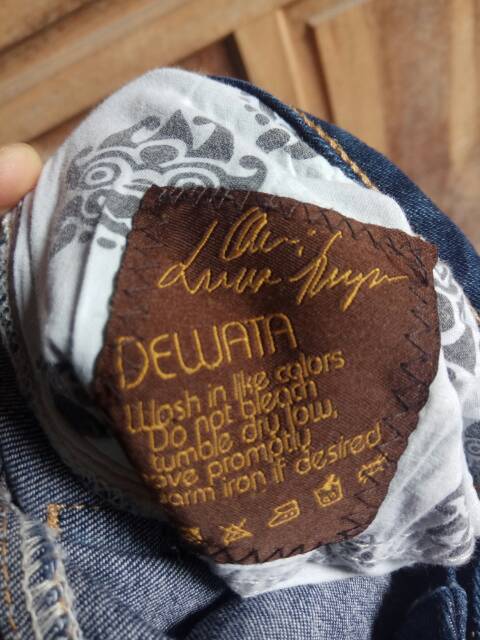 DEWATA
Wash in like colors
Do not bleach
tumble dry low,
ove promptly
arm iron if desired